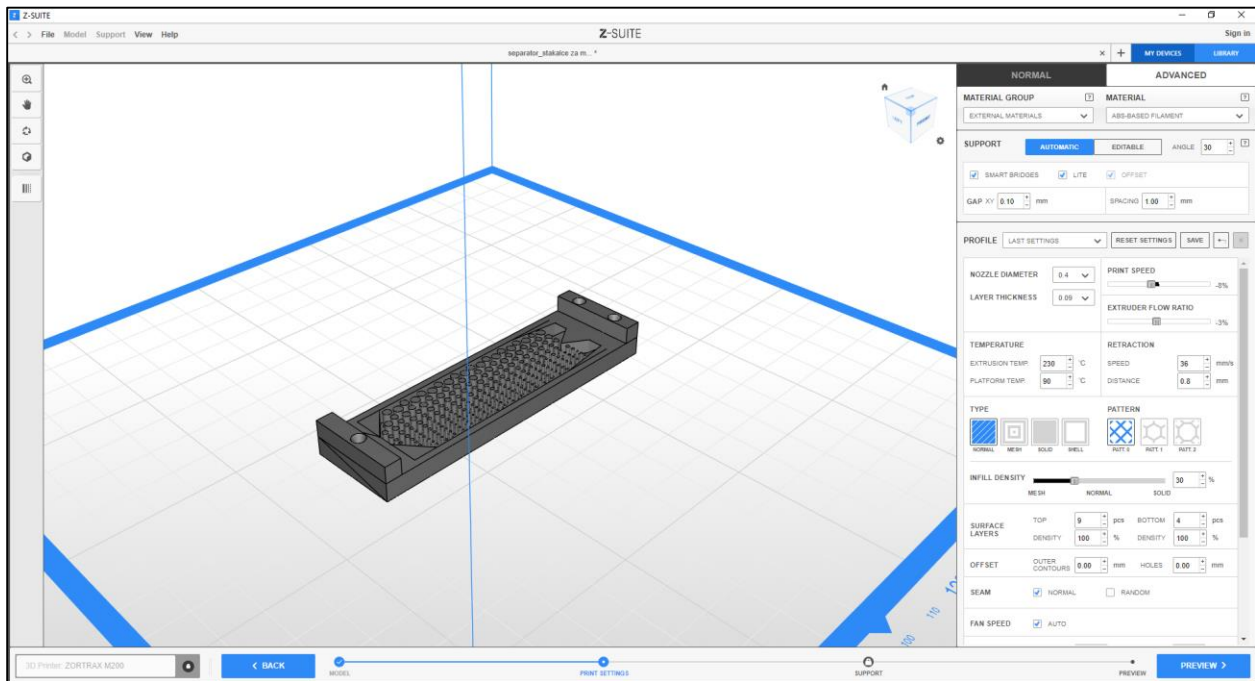 Z-SUITE
File Model Support View Help
Z-SUITE
Sign in
separator_stakalce za m... *
MY DEVICES
LIBRARY
NORMAL
ADVANCED
MATERIAL GROUP ?
MATERIAL ?
EXTERNAL MATERIALS
ABS-BASED FILAMENT
SUPPORT AUTOMATIC EDITABLE ANGLE 30 ?
SMART BRIDGES LITE OFFSET
GAP XY 0.10 mm SPACING 1.00 mm
PROFILE LAST SETTINGS RESET SETTINGS SAVE
NOZZLE DIAMETER 0.4
PRINT SPEED
-8%
LAYER THICKNESS 0.09
EXTRUDER FLOW RATIO
-3%
TEMPERATURE
RETRACTION
EXTRUSION TEMP. 230 °C
SPEED 36 mm/s
PLATFORM TEMP. 90 °C
DISTANCE 0.8 mm
TYPE
PATTERN
NORMAL MESH SOLID SHELL
PATT. 0 PATT. 1 PATT. 2
INFILL DENSITY 30 %
MESH NORMAL SOLID
SURFACE LAYERS
TOP 9 pcs BOTTOM 4 pcs
DENSITY 100 % DENSITY 100 %
OFFSET OUTER CONTOURS 0.00 mm HOLES 0.00 mm
SEAM NORMAL RANDOM
FAN SPEED AUTO
110
100
3D Printer: ZORTRAX M200
BACK
MODEL
PRINT SETTINGS
SUPPORT
PREVIEW
PREVIEW